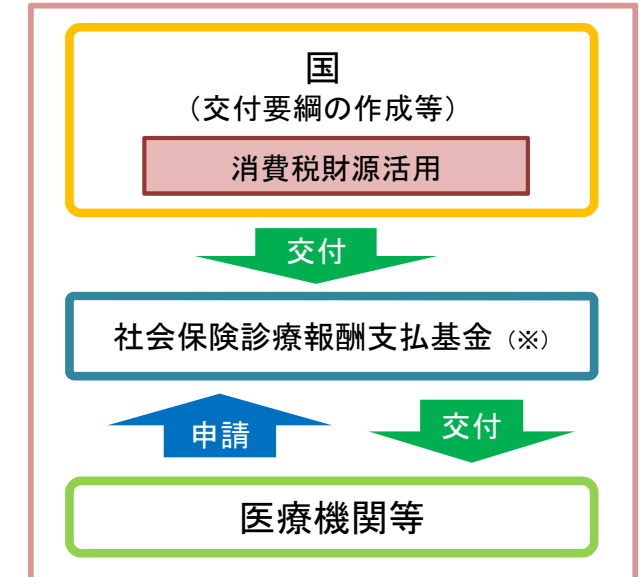 国
（交付要綱の作成等）
消費税財源活用
交付
社会保険診療報酬支払基金（※）
申請
交付
医療機関等